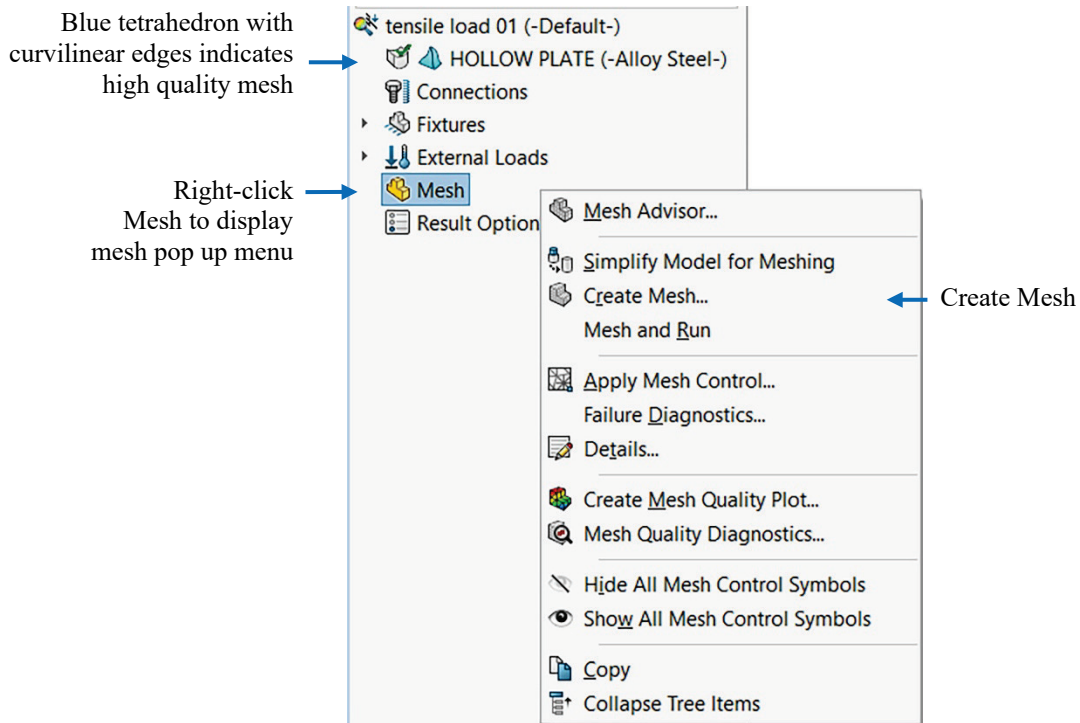 Blue tetrahedron with
curvilinear edges indicates
high quality mesh
Right-click
Mesh to display
mesh pop up menu
tensile load 01 (-Default-)
HOLLOW PLATE (-Alloy Steel-)
Connections
Fixtures
External Loads
Mesh
Result Option
Mesh Advisor...
Simplify Model for Meshing
Create Mesh...
Mesh and Run
Apply Mesh Control...
Failure Diagnostics...
Details...
Create Mesh Quality Plot...
Mesh Quality Diagnostics...
Hide All Mesh Control Symbols
Show All Mesh Control Symbols
Copy
Collapse Tree Items
Create Mesh